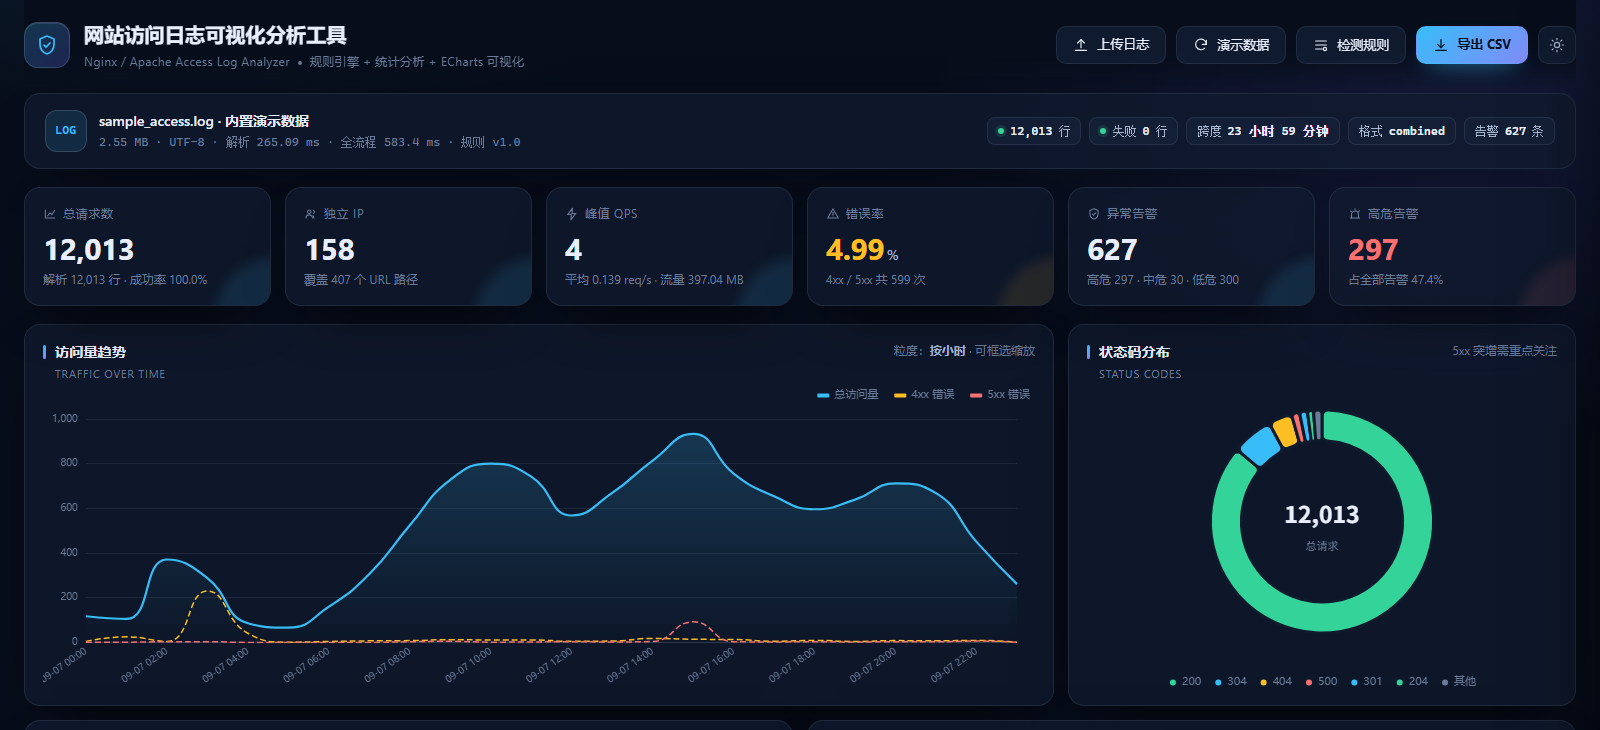 网站访问日志可视化分析工具
Nginx / Apache Access Log Analyzer • 规则引擎 + 统计分析 + ECharts 可视化
上传日志
演示数据
检测规则
导出 CSV
LOG
sample_access.log · 内置演示数据
2.55 MB · UTF-8 · 解析 265.09 ms · 全流程 583.4 ms · 规则 v1.0
12,013 行
失败 0 行
跨度 23 小时 59 分钟
格式 combined
告警 627 条
总请求数
12,013
解析 12,013 行 · 成功率 100.0%
独立 IP
158
覆盖 407 个 URL 路径
峰值 QPS
4
平均 0.139 req/s · 流量 397.04 MB
错误率
4.99 %
4xx / 5xx 共 599 次
异常告警
627
高危 297 · 中危 30 · 低危 300
高危告警
297
占全部告警 47.4%
访问量趋势
TRAFFIC OVER TIME
粒度：按小时 · 可框选缩放
总访问量 4xx 错误 5xx 错误
1,000
800
600
400
200
0
09-07 00:00 09-07 02:00 09-07 04:00 09-07 06:00 09-07 08:00 09-07 10:00 09-07 12:00 09-07 14:00 09-07 16:00 09-07 18:00 09-07 20:00 09-07 22:00
状态码分布
STATUS CODES
5xx 突增需重点关注
12,013
总请求
200 304 404 500 301 204 其他